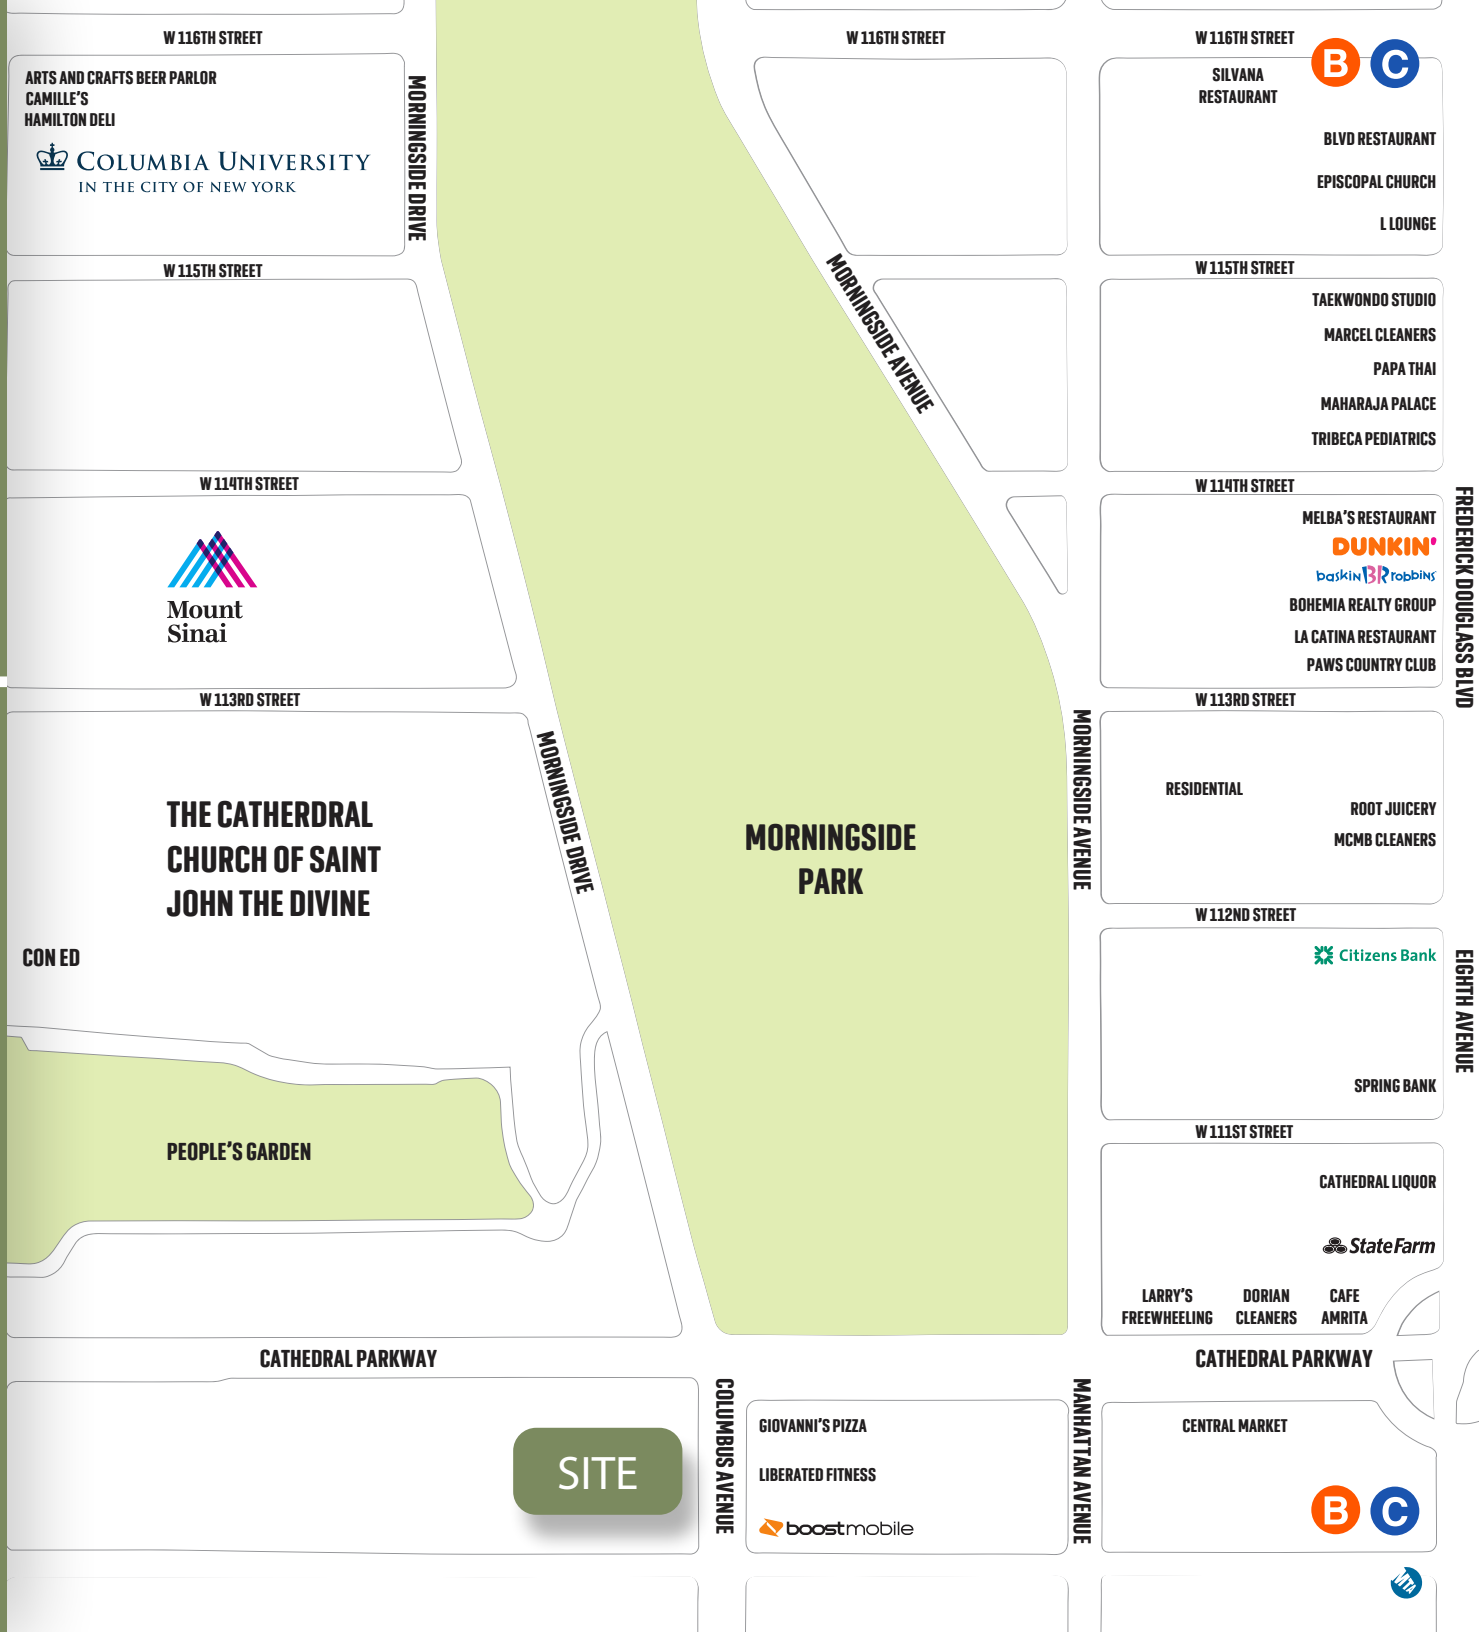 W 116TH STREET
W 116TH STREET
W 116TH STREET
B
C
ARTS AND CRAFTS BEER PARLOR
CAMILLE'S
HAMILTON DELI
COLUMBIA UNIVERSITY
IN THE CITY OF NEW YORK
MORNINGSIDE DRIVE
SILVANA
RESTAURANT
BLVD RESTAURANT
EPISCOPAL CHURCH
L LOUNGE
W 115TH STREET
W 115TH STREET
MORNINGSIDE AVENUE
TAEKWONDO STUDIO
MARCEL CLEANERS
PAPA THAI
MAHARAJA PALACE
TRIBECA PEDIATRICS
W 114TH STREET
W 114TH STREET
Mount
Sinai
MELBA'S RESTAURANT
DUNKIN'
baskin BR robbins
BOHEMIA REALTY GROUP
LA CATINA RESTAURANT
PAWS COUNTRY CLUB
FREDERICK DOUGLASS BLVD
W 113RD STREET
W 113RD STREET
THE CATHERDRAL
CHURCH OF SAINT
JOHN THE DIVINE
CON ED
MORNINGSIDE DRIVE
MORNINGSIDE
PARK
MORNINGSIDE AVENUE
RESIDENTIAL
ROOT JUICERY
MCMB CLEANERS
W 112ND STREET
Citizens Bank
SPRING BANK
EIGHTH AVENUE
W 111ST STREET
PEOPLE'S GARDEN
CATHEDRAL LIQUOR
State Farm
LARRY'S
FREEWHEELING
DORIAN
CLEANERS
CAFE
AMRITA
CATHEDRAL PARKWAY
CATHEDRAL PARKWAY
SITE
COLUMBUS AVENUE
GIOVANNI'S PIZZA
LIBERATED FITNESS
boostmobile
MANHATTAN AVENUE
CENTRAL MARKET
B
C
MTA